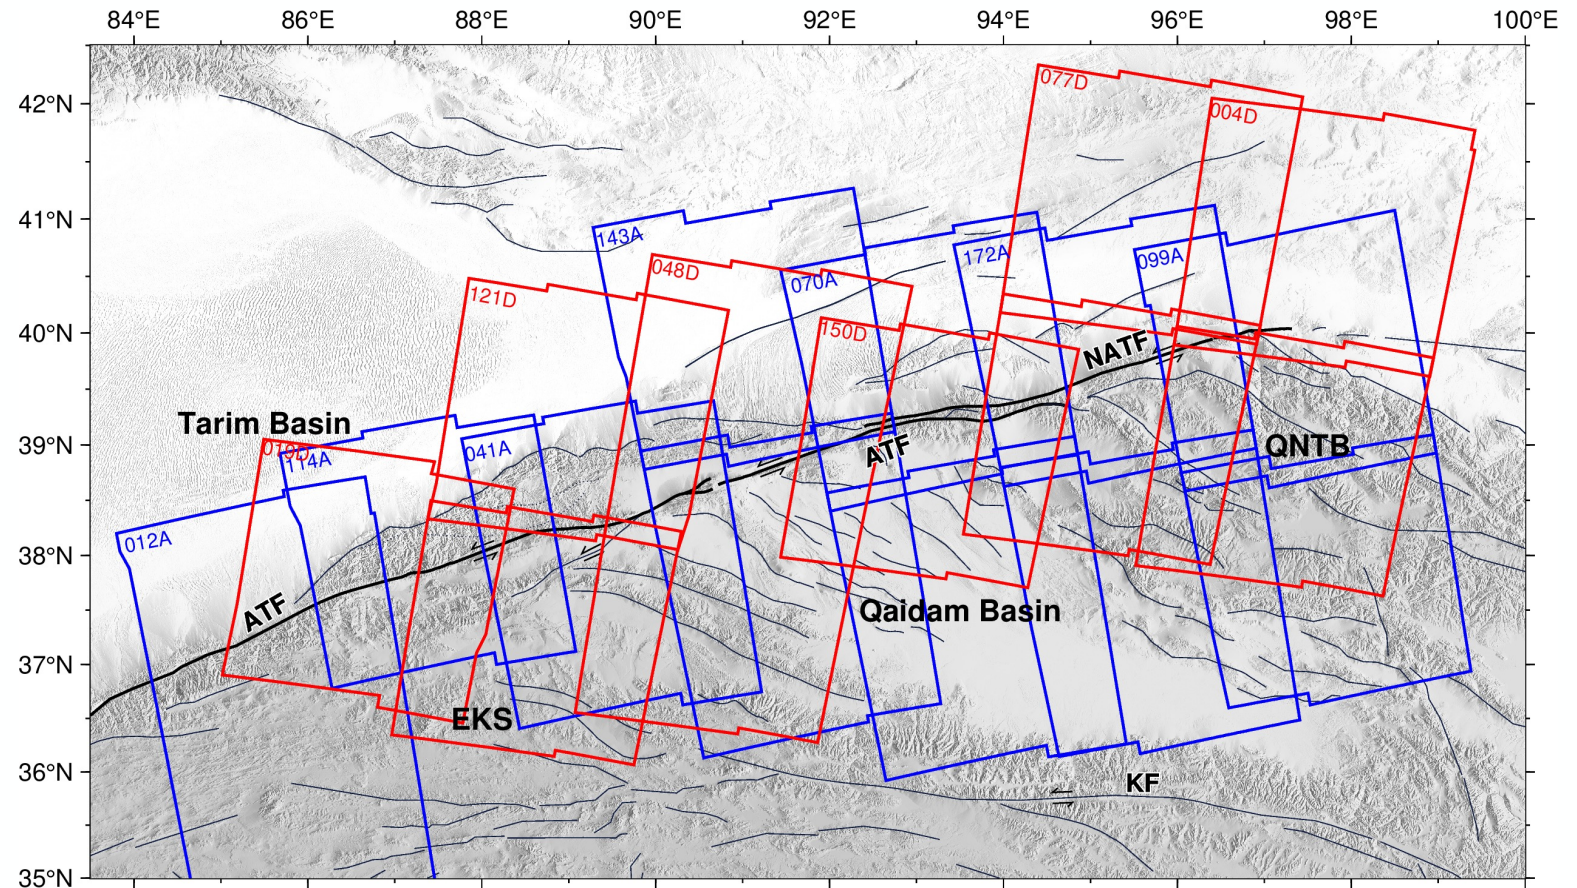 84°E 86°E 88°E 90°E 92°E 94°E 96°E 98°E 100°E
42°N
41°N
40°N
39°N
38°N
37°N
36°N
35°N
077D
004D
143A
048D
070A
172A
099A
121D
150D
NATF
Tarim Basin
019D
114A
041A
ATF
QNTB
012A
ATF
Qaidam Basin
EKS
KF